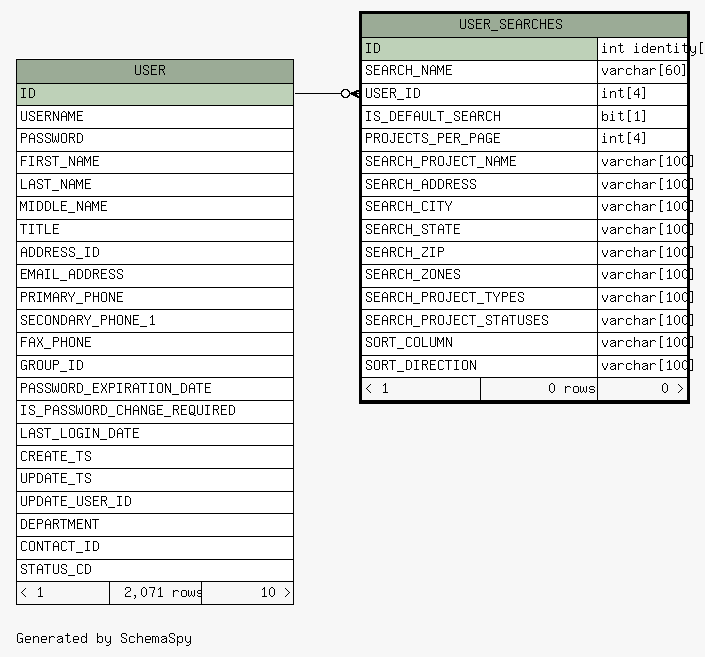 USER
ID
USERNAME
PASSWORD
FIRST_NAME
LAST_NAME
MIDDLE_NAME
TITLE
ADDRESS_ID
EMAIL_ADDRESS
PRIMARY_PHONE
SECONDARY_PHONE_1
FAX_PHONE
GROUP_ID
PASSWORD_EXPIRATION_DATE
IS_PASSWORD_CHANGE_REQUIRED
LAST_LOGIN_DATE
CREATE_TS
UPDATE_TS
UPDATE_USER_ID
DEPARTMENT
CONTACT_ID
STATUS_CD
< 1 2,071 rows 10 >
USER_SEARCHES
ID int identity[
SEARCH_NAME varchar[60]
USER_ID int[4]
IS_DEFAULT_SEARCH bit[1]
PROJECTS_PER_PAGE int[4]
SEARCH_PROJECT_NAME varchar[100]
SEARCH_ADDRESS varchar[100]
SEARCH_CITY varchar[100]
SEARCH_STATE varchar[100]
SEARCH_ZIP varchar[100]
SEARCH_ZONES varchar[100]
SEARCH_PROJECT_TYPES varchar[100]
SEARCH_PROJECT_STATUSES varchar[100]
SORT_COLUMN varchar[100]
SORT_DIRECTION varchar[100]
< 1 0 rows 0 >
Generated by SchemaSpy